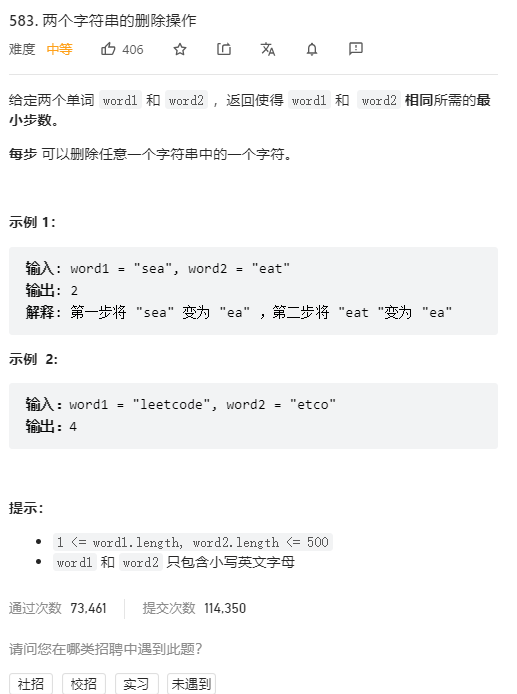 583. 两个字符串的删除操作
难度 中等 406
给定两个单词 word1 和 word2 ，返回使得 word1 和 word2 相同所需的最
小步数。
每步 可以删除任意一个字符串中的一个字符。
示例 1：
输入: word1 = "sea", word2 = "eat"
输出: 2
解释: 第一步将 "sea" 变为 "ea" ，第二步将 "eat "变为 "ea"
示例 2:
输入：word1 = "leetcode", word2 = "etco"
输出：4
提示：
1 <= word1.length, word2.length <= 500
word1 和 word2 只包含小写英文字母
通过次数 73,461 提交次数 114,350
请问您在哪类招聘中遇到此题？
社招 校招 实习 未遇到